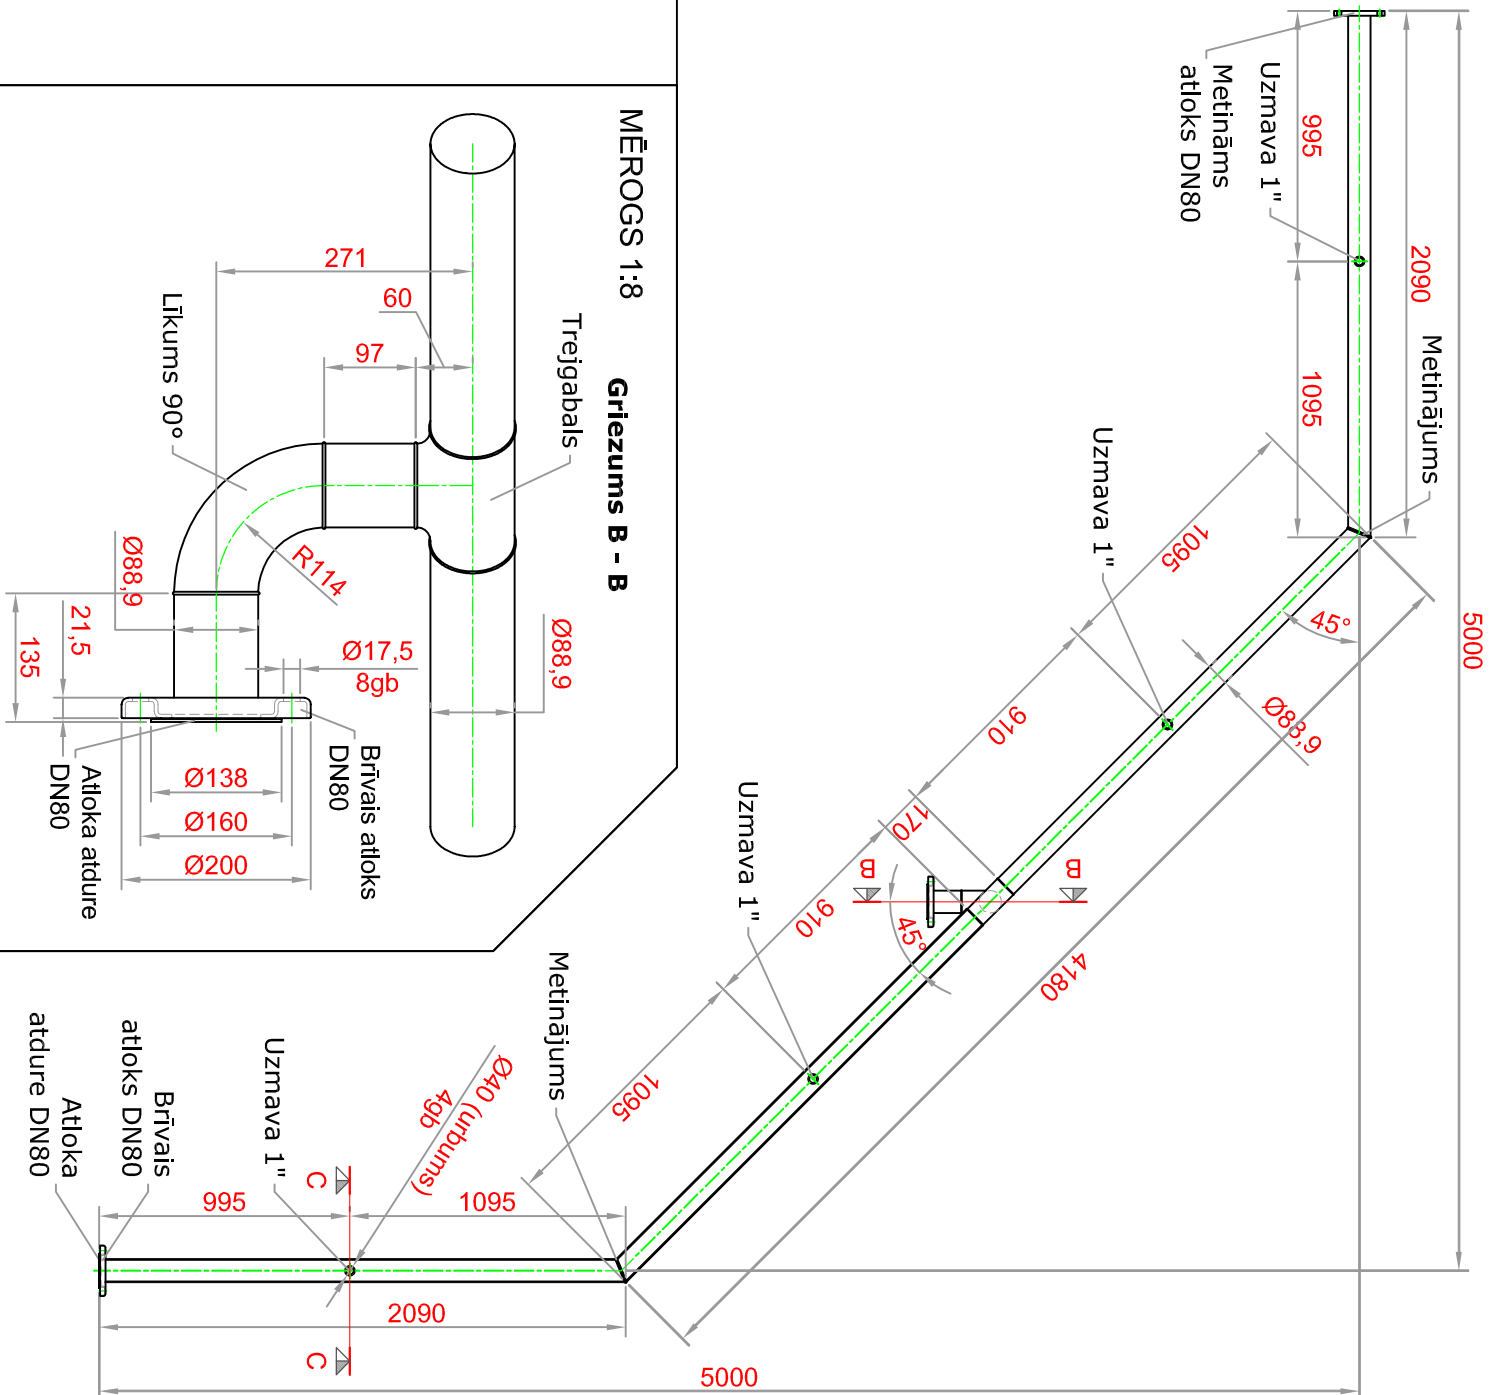 MĒROGS 1:8
Griezums B - B
Trejgabals
Līkums 90°
271
60
97
R114
Ø88,9
Ø88,9
21,5
135
Ø17,5
8gb
Brīvais atloks
DN80
Atloka atdure
DN80
Ø138
Ø160
Ø200
Metināms
atloks DN80
Uzmava 1"
995
1095
2090
Metinājums
5000
Uzmava 1"
1095
45°
Ø88,9
910
170
B
B
45°
910
4180
Uzmava 1"
1095
Metinājums
Ø40 (urbums)
4gb
Uzmava 1"
C
C
995
1095
2090
5000
Brīvais
atloks DN80
Atloka
atdure DN80